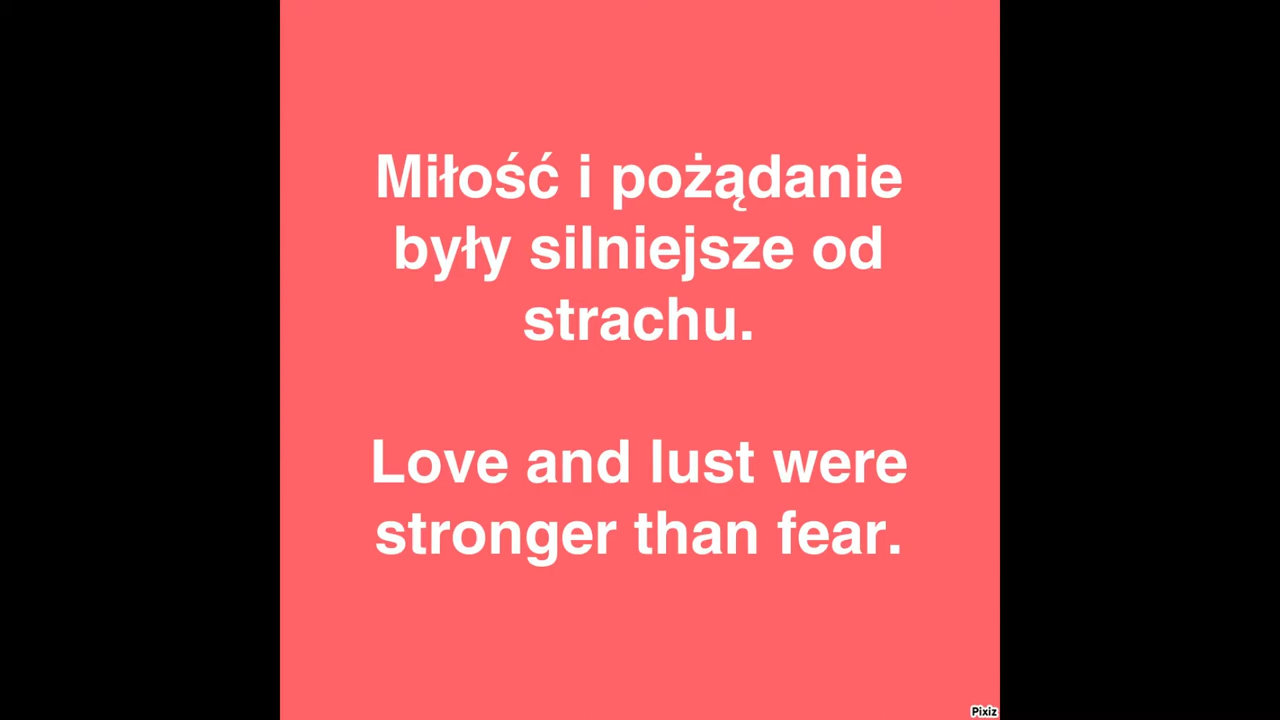 Miłość i pożądanie
były silniejsze od
strachu.
Love and lust were
stronger than fear.
Pixiz